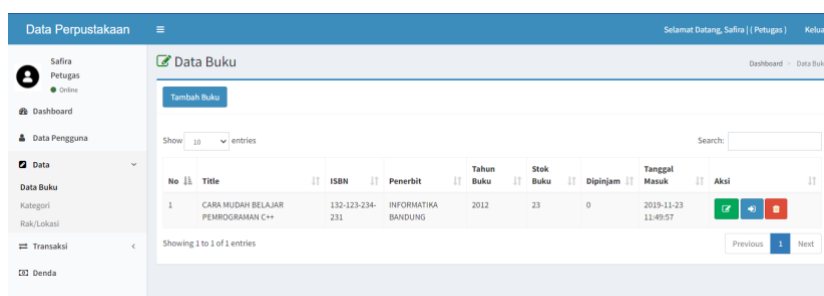 Data Perpustakaan
Selamat Datang, Safira | ( Petugas )
Safira
Petugas
Online
Dashboard
Data Pengguna
Data
Data Buku
Kategori
Rak/Lokasi
Transaksi
Denda
Data Buku
Dashboard > Data
Tambah Buku
Show 10 entries
Search:
No Title ISBN Penerbit Tahun Buku Stok Buku Dipinjam Tanggal Masuk Aksi
1 CARA MUDAH BELAJAR 132-123-234- INFORMATIKA 2012 23 0 2019-11-23
PEMROGRAMAN C++ 231 BANDUNG 11:49:57
Showing 1 to 1 of 1 entries
Previous 1 Next